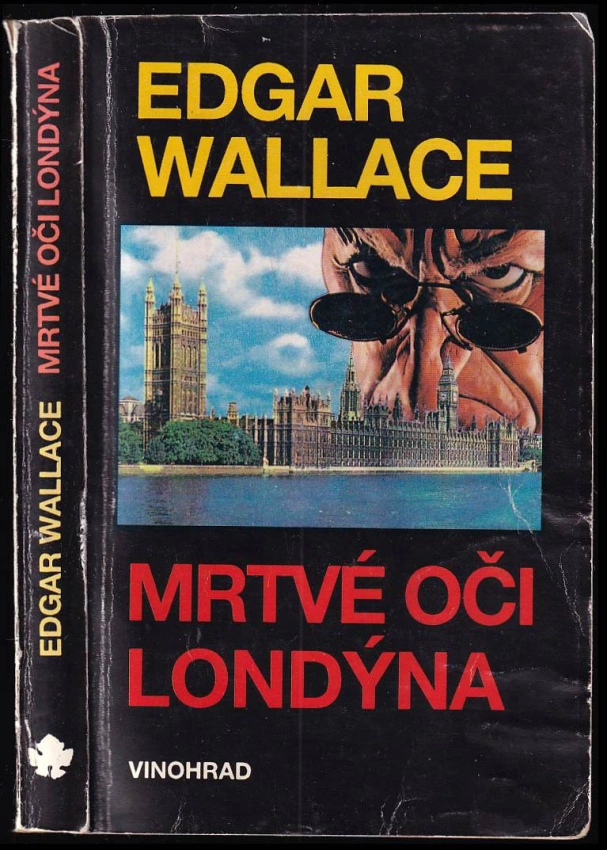 EDGAR WALLACE MRTVÉ OČI LONDÝNA
EDGAR
WALLACE
MRTVÉ OČI
LONDÝNA
VINOHRAD